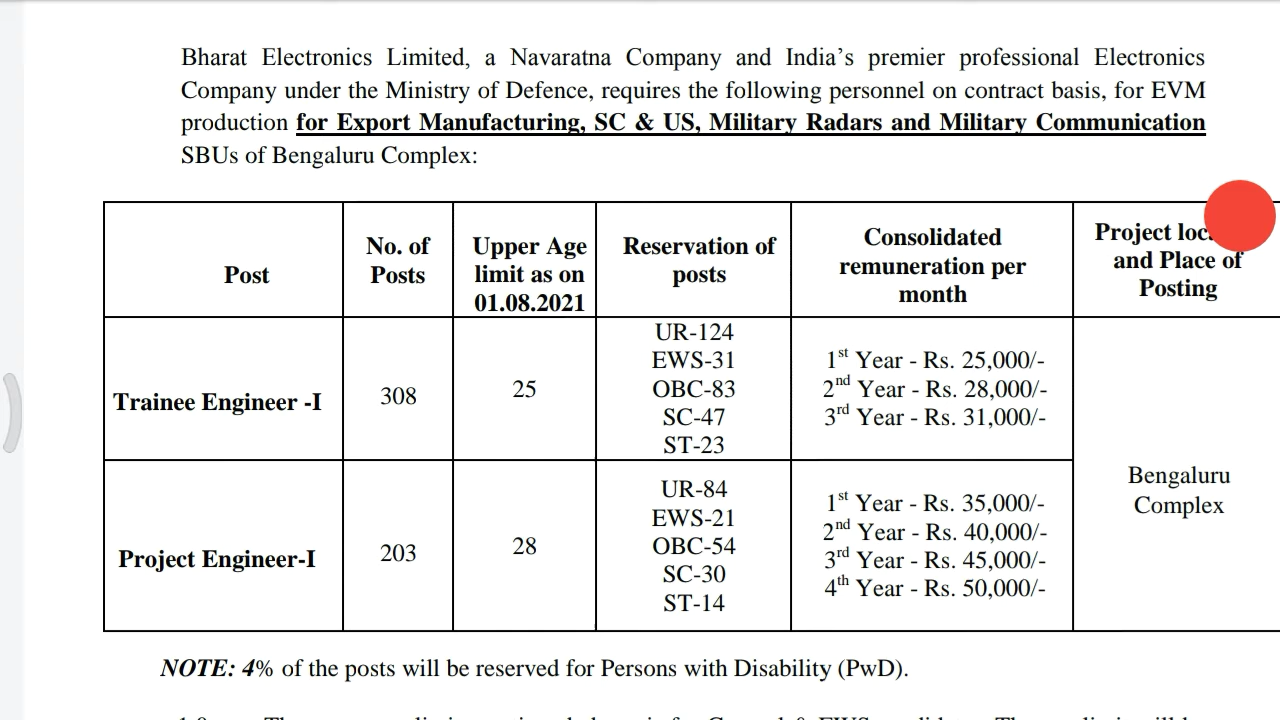 Bharat Electronics Limited, a Navaratna Company and India's premier professional Electronics
Company under the Ministry of Defence, requires the following personnel on contract basis, for EVM
production for Export Manufacturing, SC & US, Military Radars and Military Communication
SBUs of Bengaluru Complex:
Post
No. of
Posts
Upper Age
limit as on
01.08.2021
Reservation of
posts
Consolidated
remuneration per
month
Project
and Place of
Posting
Trainee Engineer -I
308
25
UR-124
EWS-31
OBC-83
SC-47
ST-23
1st Year - Rs. 25,000/-
2nd Year - Rs. 28,000/-
3rd Year - Rs. 31,000/-
Bengaluru
Complex
Project Engineer-I
203
28
UR-84
EWS-21
OBC-54
SC-30
ST-14
1st Year - Rs. 35,000/-
2nd Year - Rs. 40,000/-
3rd Year - Rs. 45,000/-
4th Year - Rs. 50,000/-
NOTE: 4% of the posts will be reserved for Persons with Disability (PwD).